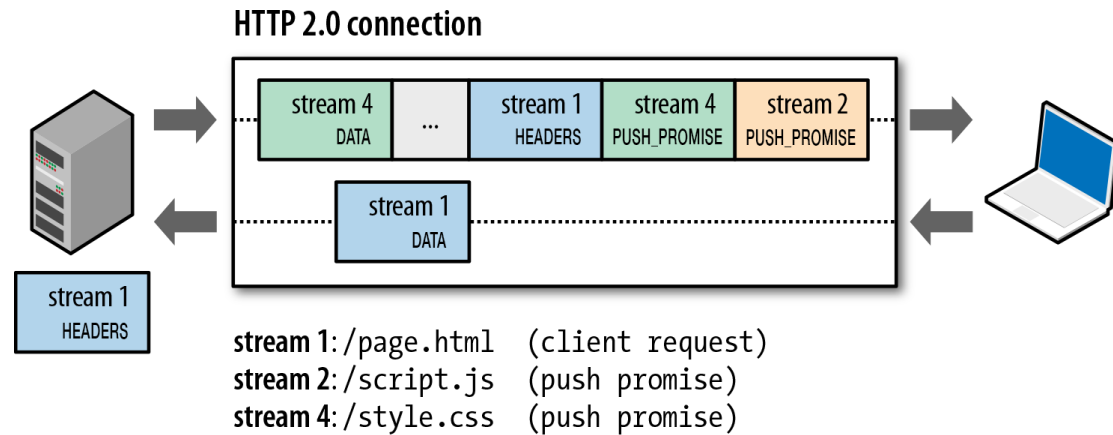 HTTP 2.0 connection
stream 4
DATA
...
stream 1
HEADERS
stream 4
PUSH_PROMISE
stream 2
PUSH_PROMISE
stream 1
DATA
stream 1
HEADERS
stream 1: /page.html (client request)
stream 2: /script.js (push promise)
stream 4: /style.css (push promise)